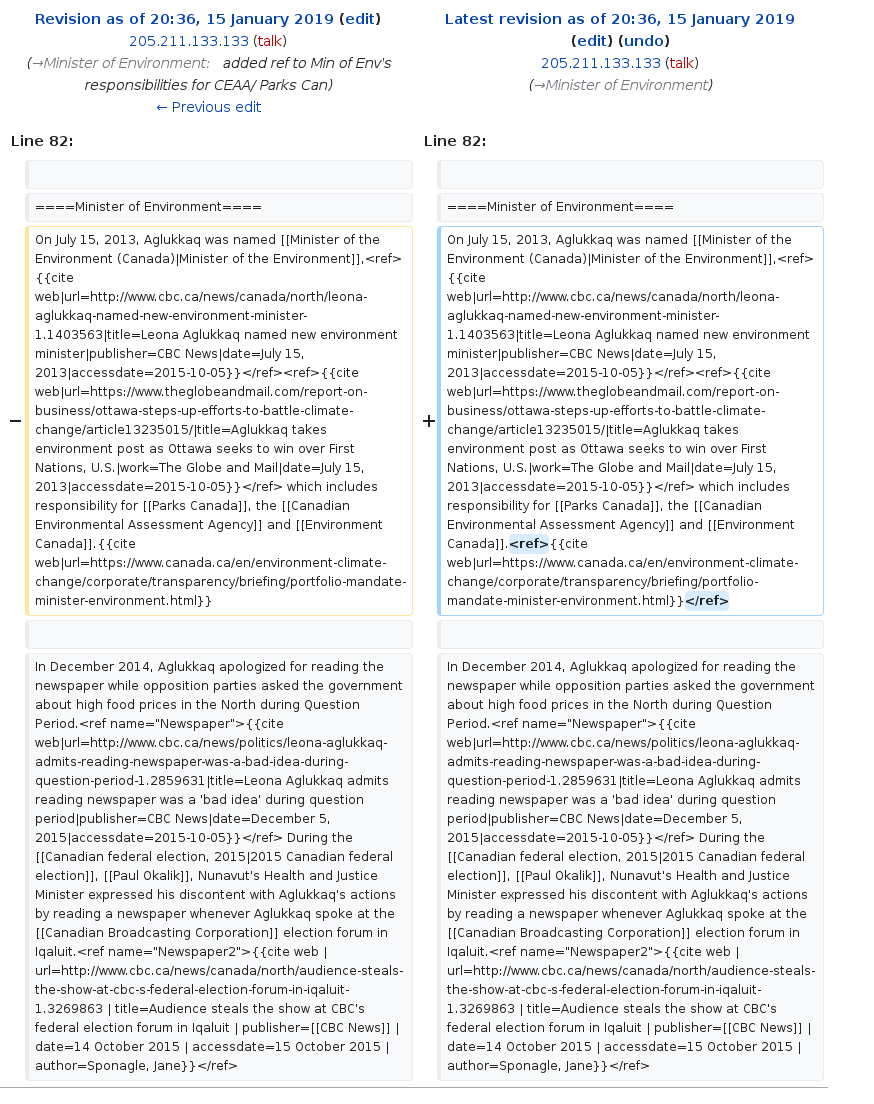 Revision as of 20:36, 15 January 2019 (edit)
205.211.133.133 (talk)
(→Minister of Environment: added ref to Min of Env's
responsibilities for CEAA/ Parks Can)
← Previous edit
Latest revision as of 20:36, 15 January 2019
(edit) (undo)
205.211.133.133 (talk)
(→Minister of Environment)
Line 82:
====Minister of Environment====
−
On July 15, 2013, Aglukkaq was named [[Minister of the
Environment (Canada)|Minister of the Environment]],<ref>
{{cite
web|url=http://www.cbc.ca/news/canada/north/leona-
aglukkaq-named-new-environment-minister-
1.1403563|title=Leona Aglukkaq named new environment
minister|publisher=CBC News|date=July 15,
2013|accessdate=2015-10-05}}</ref><ref>{{cite
web|url=https://www.theglobeandmail.com/report-on-
business/ottawa-steps-up-efforts-to-battle-climate-
change/article13235015/|title=Aglukkaq takes
environment post as Ottawa seeks to win over First
Nations, U.S.|work=The Globe and Mail|date=July 15,
2013|accessdate=2015-10-05}}</ref> which includes
responsibility for [[Parks Canada]], the [[Canadian
Environmental Assessment Agency]] and [[Environment
Canada]].{{cite
web|url=https://www.canada.ca/en/environment-climate-
change/corporate/transparency/briefing/portfolio-mandate-
minister-environment.html}}
In December 2014, Aglukkaq apologized for reading the
newspaper while opposition parties asked the government
about high food prices in the North during Question
Period.<ref name="Newspaper">{{cite
web|url=http://www.cbc.ca/news/politics/leona-aglukkaq-
admits-reading-newspaper-was-a-bad-idea-during-
question-period-1.2859631|title=Leona Aglukkaq admits
reading newspaper was a 'bad idea' during question
period|publisher=CBC News|date=December 5,
2015|accessdate=2015-10-05}}</ref> During the
[[Canadian federal election, 2015|2015 Canadian federal
election]], [[Paul Okalik]], Nunavut's Health and Justice
Minister expressed his discontent with Aglukkaq's actions
by reading a newspaper whenever Aglukkaq spoke at the
[[Canadian Broadcasting Corporation]] election forum in
Iqaluit.<ref name="Newspaper2">{{cite web |
url=http://www.cbc.ca/news/canada/north/audience-steals-
the-show-at-cbc-s-federal-election-forum-in-iqaluit-
1.3269863 | title=Audience steals the show at CBC's
federal election forum in Iqaluit | publisher=[[CBC News]] |
date=14 October 2015 | accessdate=15 October 2015 |
author=Sponagle, Jane}}</ref>
Line 82:
====Minister of Environment====
+
On July 15, 2013, Aglukkaq was named [[Minister of the
Environment (Canada)|Minister of the Environment]],<ref>
{{cite
web|url=http://www.cbc.ca/news/canada/north/leona-
aglukkaq-named-new-environment-minister-
1.1403563|title=Leona Aglukkaq named new environment
minister|publisher=CBC News|date=July 15,
2013|accessdate=2015-10-05}}</ref><ref>{{cite
web|url=https://www.theglobeandmail.com/report-on-
business/ottawa-steps-up-efforts-to-battle-climate-
change/article13235015/|title=Aglukkaq takes
environment post as Ottawa seeks to win over First
Nations, U.S.|work=The Globe and Mail|date=July 15,
2013|accessdate=2015-10-05}}</ref> which includes
responsibility for [[Parks Canada]], the [[Canadian
Environmental Assessment Agency]] and [[Environment
Canada]].<ref>{{cite
web|url=https://www.canada.ca/en/environment-climate-
change/corporate/transparency/briefing/portfolio-
mandate-minister-environment.html}}</ref>
In December 2014, Aglukkaq apologized for reading the
newspaper while opposition parties asked the government
about high food prices in the North during Question
Period.<ref name="Newspaper">{{cite
web|url=http://www.cbc.ca/news/politics/leona-aglukkaq-
admits-reading-newspaper-was-a-bad-idea-during-
question-period-1.2859631|title=Leona Aglukkaq admits
reading newspaper was a 'bad idea' during question
period|publisher=CBC News|date=December 5,
2015|accessdate=2015-10-05}}</ref> During the
[[Canadian federal election, 2015|2015 Canadian federal
election]], [[Paul Okalik]], Nunavut's Health and Justice
Minister expressed his discontent with Aglukkaq's actions
by reading a newspaper whenever Aglukkaq spoke at the
[[Canadian Broadcasting Corporation]] election forum in
Iqaluit.<ref name="Newspaper2">{{cite web |
url=http://www.cbc.ca/news/canada/north/audience-steals-
the-show-at-cbc-s-federal-election-forum-in-iqaluit-
1.3269863 | title=Audience steals the show at CBC's
federal election forum in Iqaluit | publisher=[[CBC News]] |
date=14 October 2015 | accessdate=15 October 2015 |
author=Sponagle, Jane}}</ref>